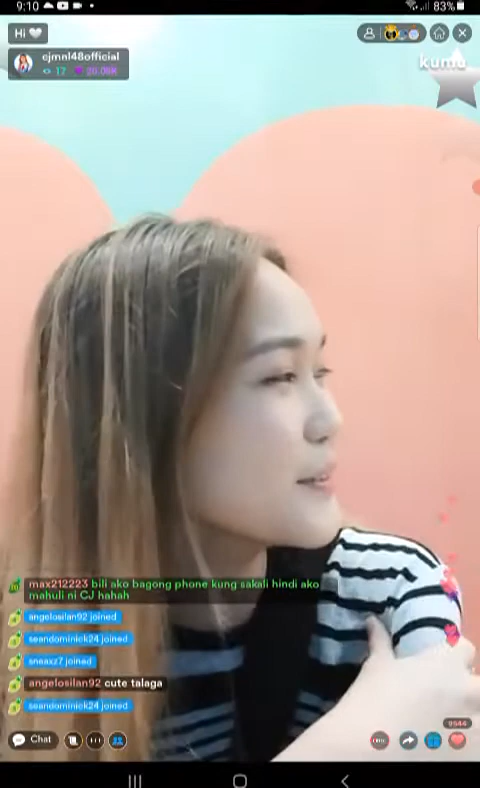 9:10
83%
Hi
cjmnl48official
17
kumu
max212223 bili ako bagong phone kung sakali hindi ako
mahuli ni CJ hahah
angelosilan92 joined
seandominick24 joined
sneaxz7 joined
angelosilan92 cute talaga
seandominick24 joined
9544
Chat